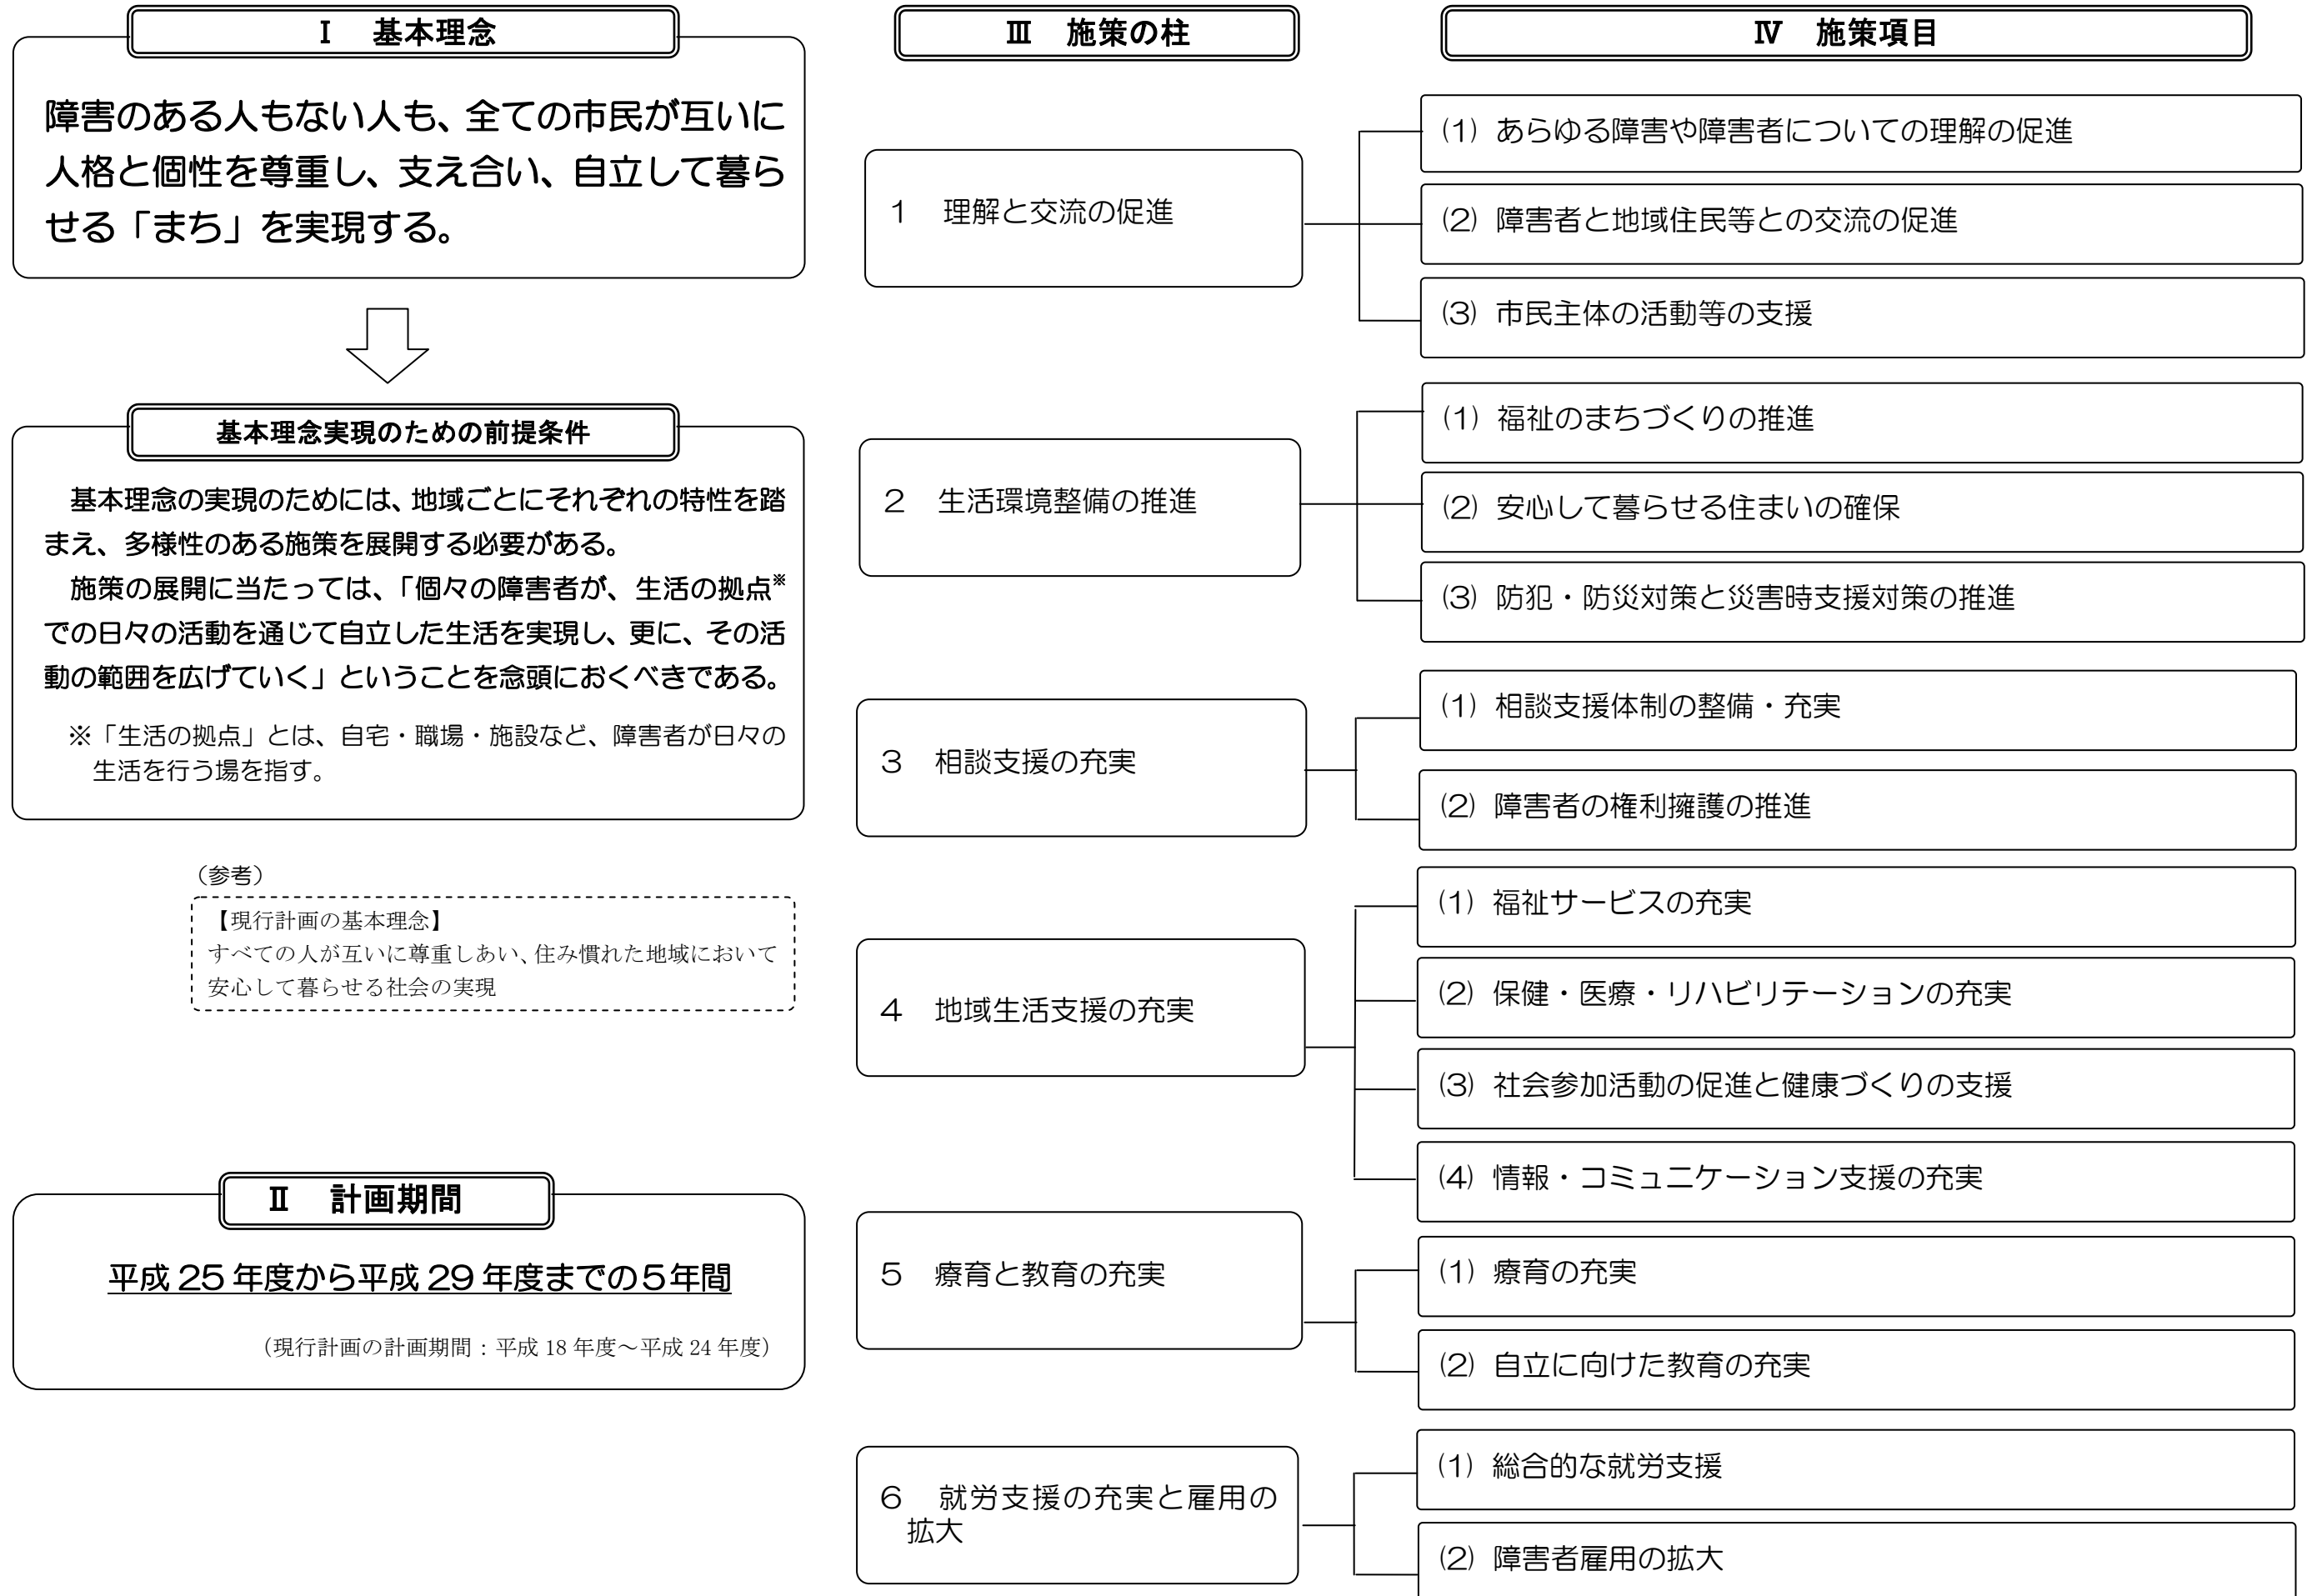 Ⅰ　基本理念
障害のある人もない人も、全ての市民が互いに
人格と個性を尊重し、支え合い、自立して暮ら
せる「まち」を実現する。
基本理念実現のための前提条件
基本理念の実現のためには、地域ごとにそれぞれの特性を踏
まえ、多様性のある施策を展開する必要がある。
施策の展開に当たっては、「個々の障害者が、生活の拠点※
での日々の活動を通じて自立した生活を実現し、更に、その活
動の範囲を広げていく」ということを念頭におくべきである。
※「生活の拠点」とは、自宅・職場・施設など、障害者が日々の
生活を行う場を指す。
（参考）
【現行計画の基本理念】
すべての人が互いに尊重しあい、住み慣れた地域において
安心して暮らせる社会の実現
Ⅱ　計画期間
平成 25 年度から平成 29 年度までの５年間
（現行計画の計画期間：平成 18 年度～平成 24 年度）
Ⅲ　施策の柱
Ⅳ　施策項目
１　理解と交流の促進
(1) あらゆる障害や障害者についての理解の促進
(2) 障害者と地域住民等との交流の促進
(3) 市民主体の活動等の支援
２　生活環境整備の推進
(1) 福祉のまちづくりの推進
(2) 安心して暮らせる住まいの確保
(3) 防犯・防災対策と災害時支援対策の推進
３　相談支援の充実
(1) 相談支援体制の整備・充実
(2) 障害者の権利擁護の推進
４　地域生活支援の充実
(1) 福祉サービスの充実
(2) 保健・医療・リハビリテーションの充実
(3) 社会参加活動の促進と健康づくりの支援
(4) 情報・コミュニケーション支援の充実
５　療育と教育の充実
(1) 療育の充実
(2) 自立に向けた教育の充実
６　就労支援の充実と雇用の
拡大
(1) 総合的な就労支援
(2) 障害者雇用の拡大